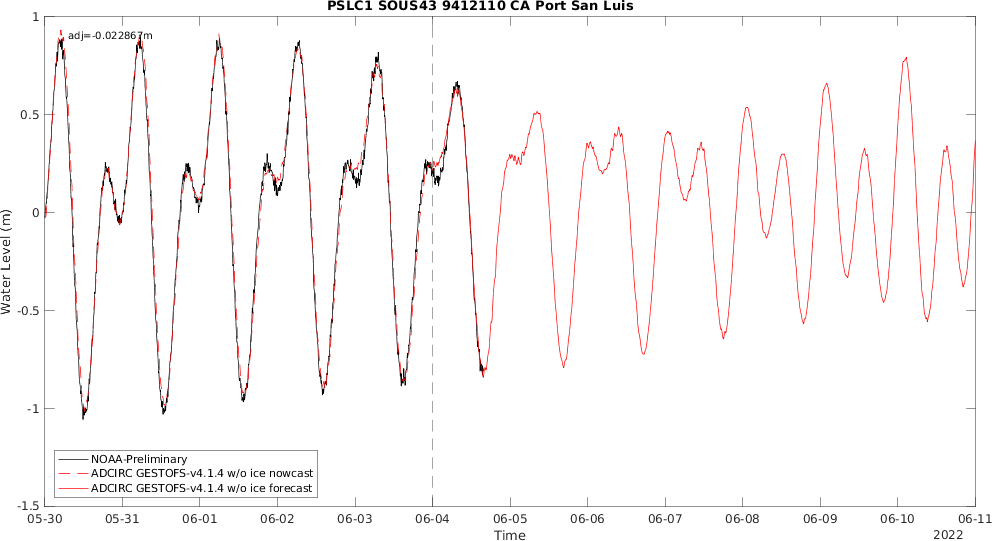 PSLC1 SOUS43 9412110 CA Port San Luis
adj=-0.022867m
1
0.5
0
-0.5
-1
-1.5
Water Level (m)
NOAA-Preliminary
ADCIRC GESTOFS-v4.1.4 w/o ice nowcast
ADCIRC GESTOFS-v4.1.4 w/o ice forecast
05-30 05-31 06-01 06-02 06-03 06-04 06-05 06-06 06-07 06-08 06-09 06-10 06-11
Time
2022